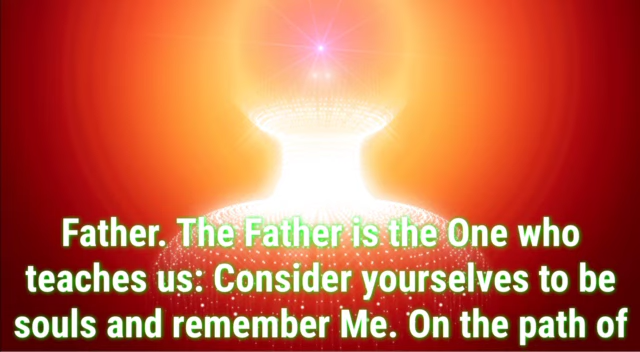 Father. The Father is the One who
teaches us: Consider yourselves to be
souls and remember Me. On the path of